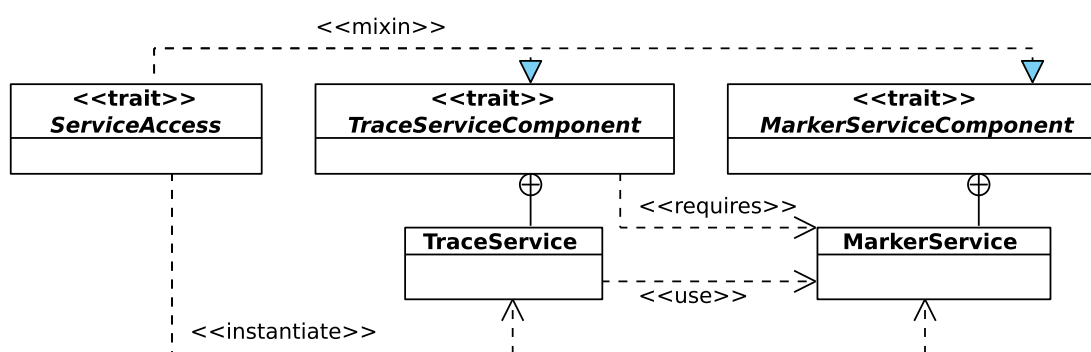 <<mixin>>
<<trait>>
ServiceAccess
<<trait>>
TraceServiceComponent
<<trait>>
MarkerServiceComponent
<<requires>>
TraceService
MarkerService
<<use>>
<<instantiate>>